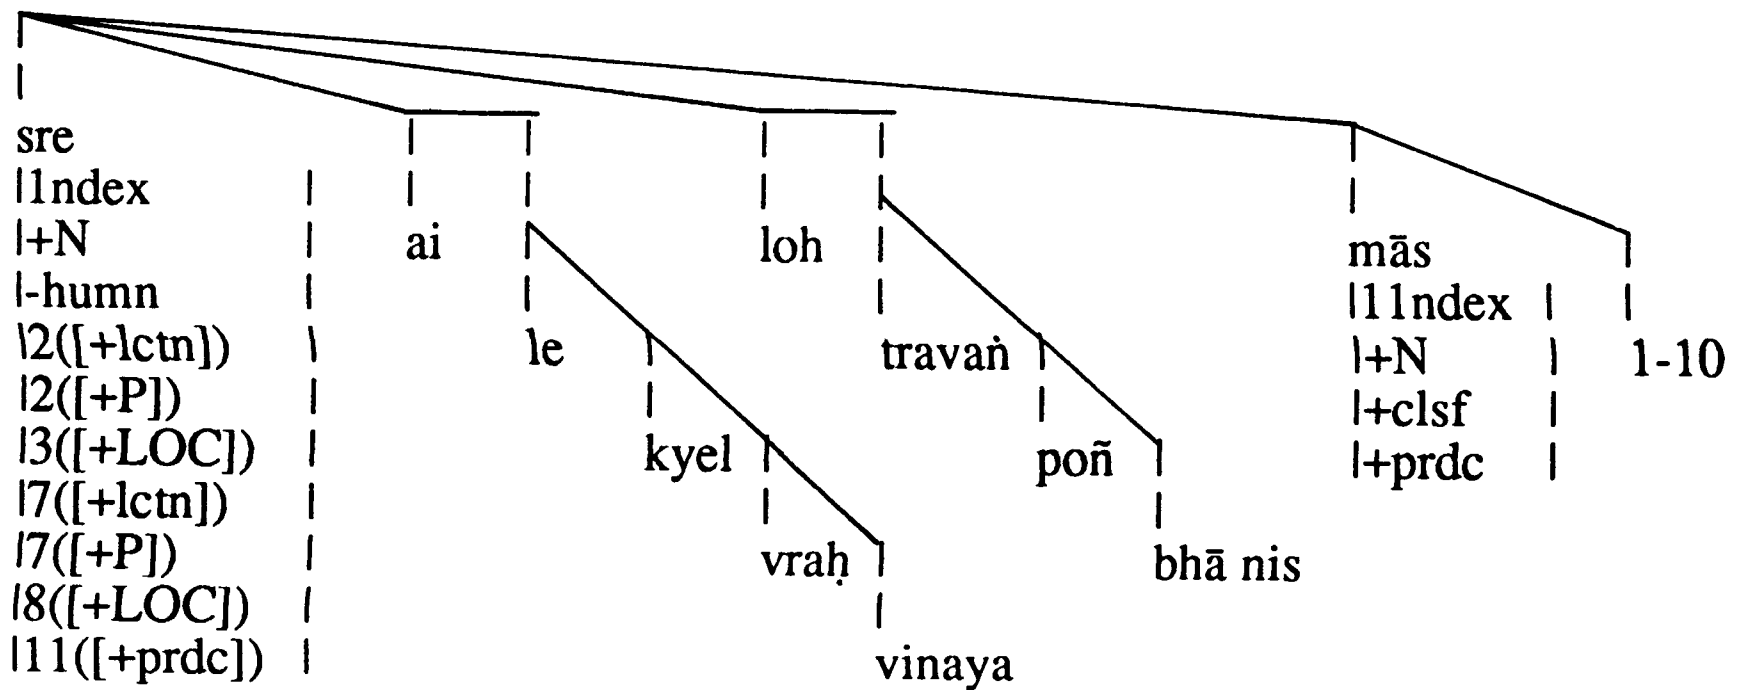 sre
|1ndex |
|+N | ai loh mās
|-humn | |11ndex |
|2([+lctn]) | le travaṅ |+N | 1-10
|2([+P]) | |+clsf |
|3([+LOC]) | kyel poñ |+prdc |
|7([+lctn]) |
|7([+P]) | vraḥ bhā nis
|8([+LOC]) |
|11([+prdc]) | vinaya